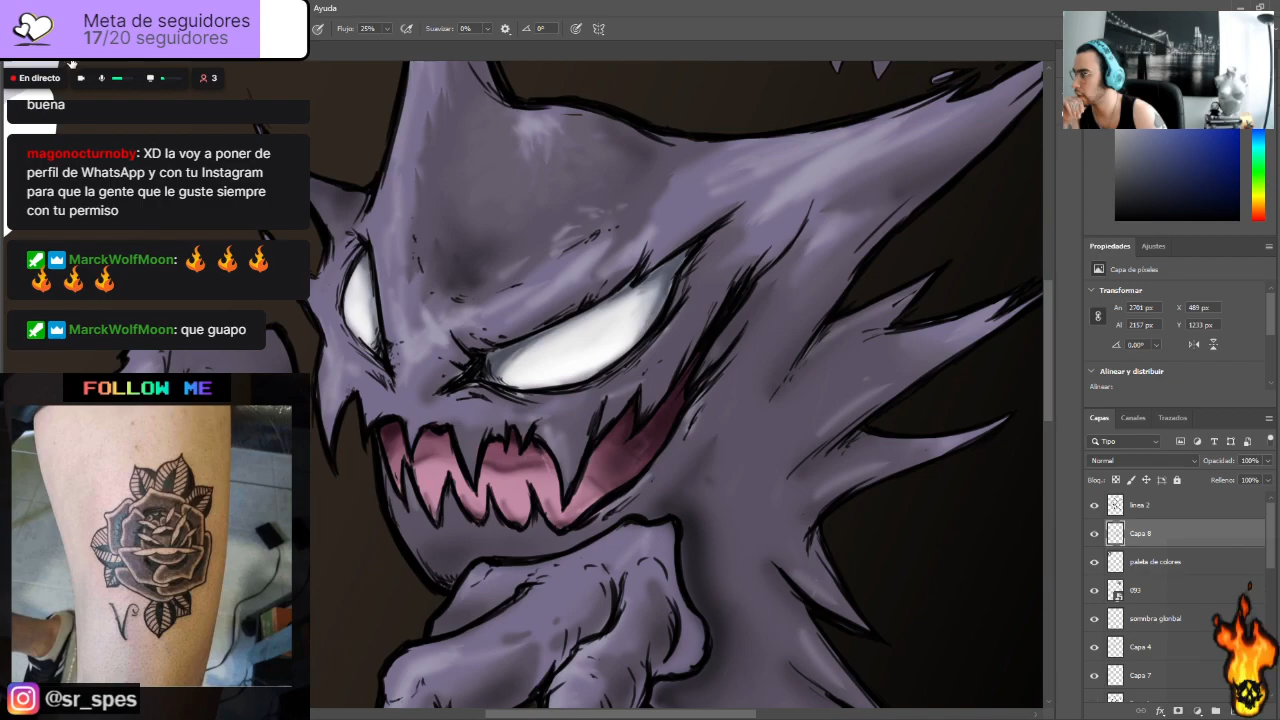 Meta de seguidores
17/20 seguidores
Ayuda
Flujo: 25%
Suavizar: 0%
0°
En directo
3
buena
magonocturnoby: XD la voy a poner de
perfil de WhatsApp y con tu Instagram
para que la gente que le guste siempre
con tu permiso
MarckWolfMoon:
MarckWolfMoon: que guapo
FOLLOW ME
@sr_spes
Propiedades
Ajustes
Capa de píxeles
Transformar
An 2701 px
X 489 px
Al 2157 px
Y 1233 px
0,00°
Alinear y distribuir
Alinear:
Capas
Canales
Trazados
Tipo
Normal
Opacidad: 100%
Bloq.:
Relleno: 100%
linea 2
Capa 8
paleta de colores
093
somnbra glonbal
Capa 4
Capa 7